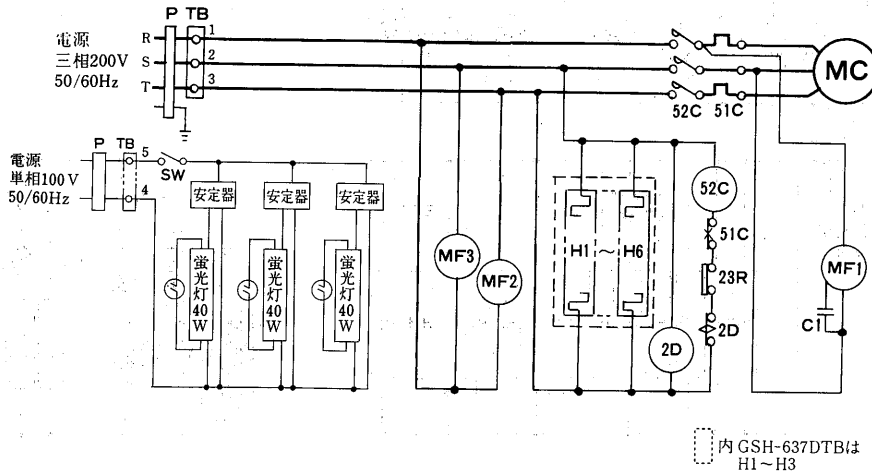 P TB
電源
三相200V
50/60Hz
R 1
S 2
T 3
MC
52C 51C
電源
単相100V
50/60Hz
P TB
5
4
SW
安定器 安定器 安定器
蛍光灯40W 蛍光灯40W 蛍光灯40W
MF3
MF2
H1 ~ H6
2D
52C
51C
23R
2D
MF1
C1
内 GSH-637DTBは
H1~H3